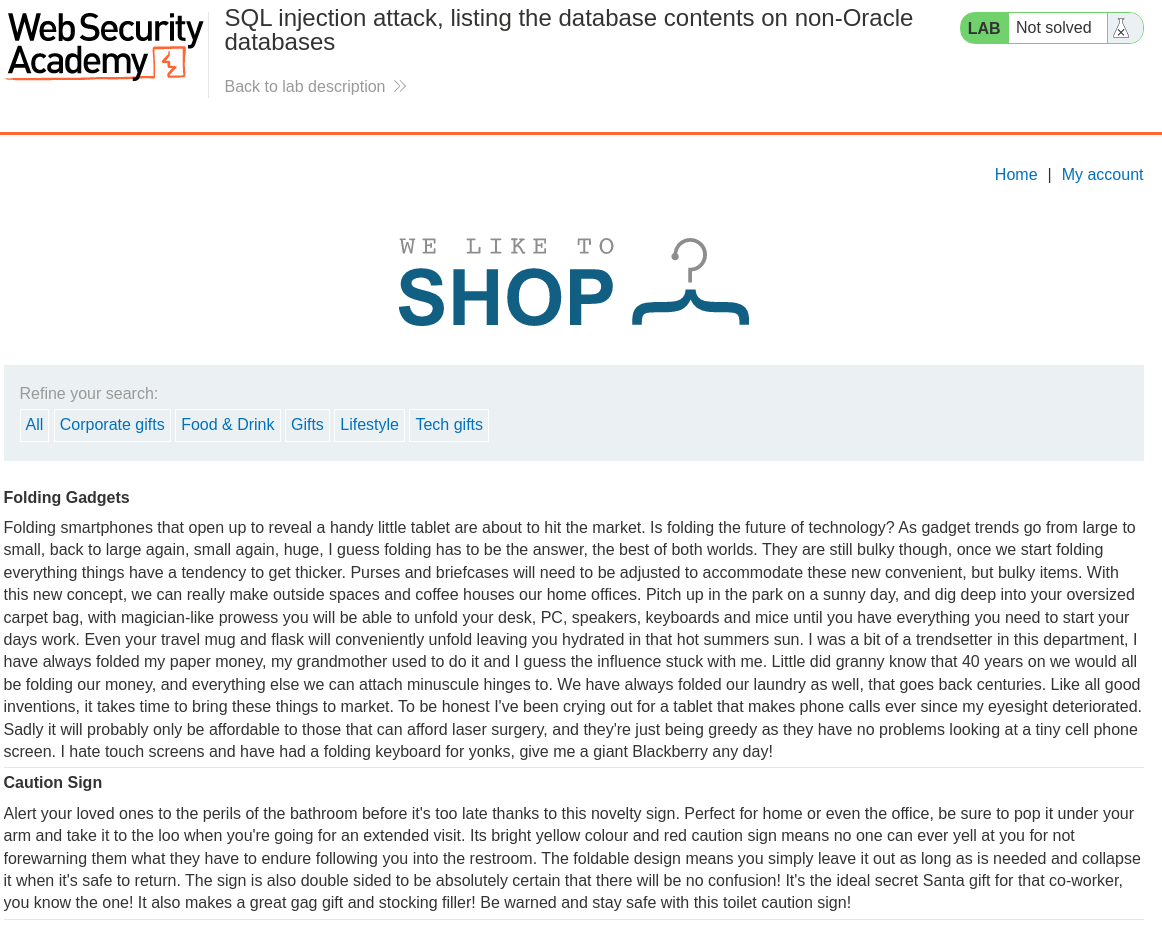 Web Security
Academy
SQL injection attack, listing the database contents on non-Oracle
databases
Back to lab description
LAB Not solved
Home | My account
WE LIKE TO
SHOP
Refine your search:
All Corporate gifts Food & Drink Gifts Lifestyle Tech gifts
Folding Gadgets
Folding smartphones that open up to reveal a handy little tablet are about to hit the market. Is folding the future of technology? As gadget trends go from large to
small, back to large again, small again, huge, I guess folding has to be the answer, the best of both worlds. They are still bulky though, once we start folding
everything things have a tendency to get thicker. Purses and briefcases will need to be adjusted to accommodate these new convenient, but bulky items. With
this new concept, we can really make outside spaces and coffee houses our home offices. Pitch up in the park on a sunny day, and dig deep into your oversized
carpet bag, with magician-like prowess you will be able to unfold your desk, PC, speakers, keyboards and mice until you have everything you need to start your
days work. Even your travel mug and flask will conveniently unfold leaving you hydrated in that hot summers sun. I was a bit of a trendsetter in this department, I
have always folded my paper money, my grandmother used to do it and I guess the influence stuck with me. Little did granny know that 40 years on we would all
be folding our money, and everything else we can attach minuscule hinges to. We have always folded our laundry as well, that goes back centuries. Like all good
inventions, it takes time to bring these things to market. To be honest I've been crying out for a tablet that makes phone calls ever since my eyesight deteriorated.
Sadly it will probably only be affordable to those that can afford laser surgery, and they're just being greedy as they have no problems looking at a tiny cell phone
screen. I hate touch screens and have had a folding keyboard for yonks, give me a giant Blackberry any day!
Caution Sign
Alert your loved ones to the perils of the bathroom before it's too late thanks to this novelty sign. Perfect for home or even the office, be sure to pop it under your
arm and take it to the loo when you're going for an extended visit. Its bright yellow colour and red caution sign means no one can ever yell at you for not
forewarning them what they have to endure following you into the restroom. The foldable design means you simply leave it out as long as is needed and collapse
it when it's safe to return. The sign is also double sided to be absolutely certain that there will be no confusion! It's the ideal secret Santa gift for that co-worker,
you know the one! It also makes a great gag gift and stocking filler! Be warned and stay safe with this toilet caution sign!